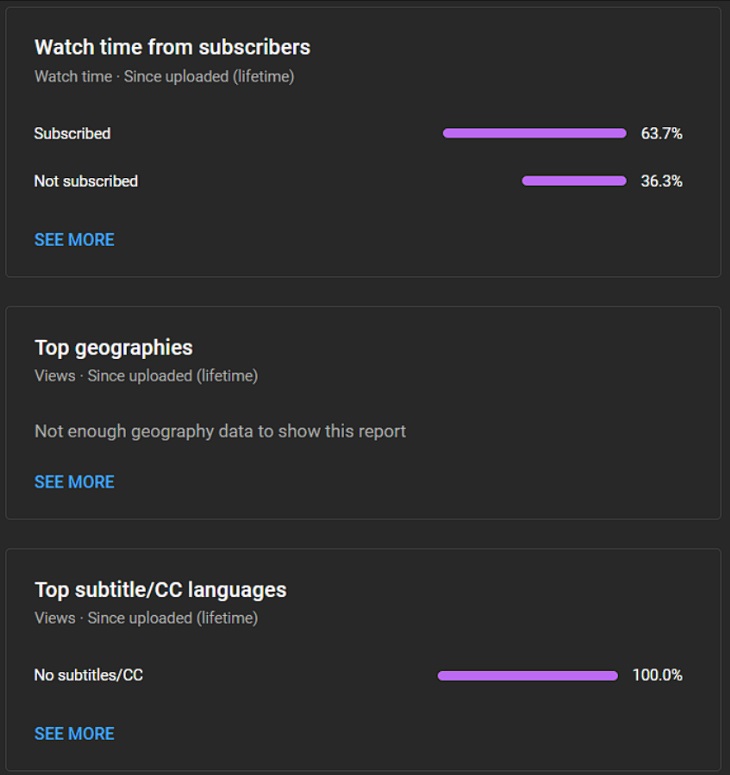 Watch time from subscribers
Watch time · Since uploaded (lifetime)
Subscribed 63.7%
Not subscribed 36.3%
SEE MORE
Top geographies
Views · Since uploaded (lifetime)
Not enough geography data to show this report
SEE MORE
Top subtitle/CC languages
Views · Since uploaded (lifetime)
No subtitles/CC 100.0%
SEE MORE